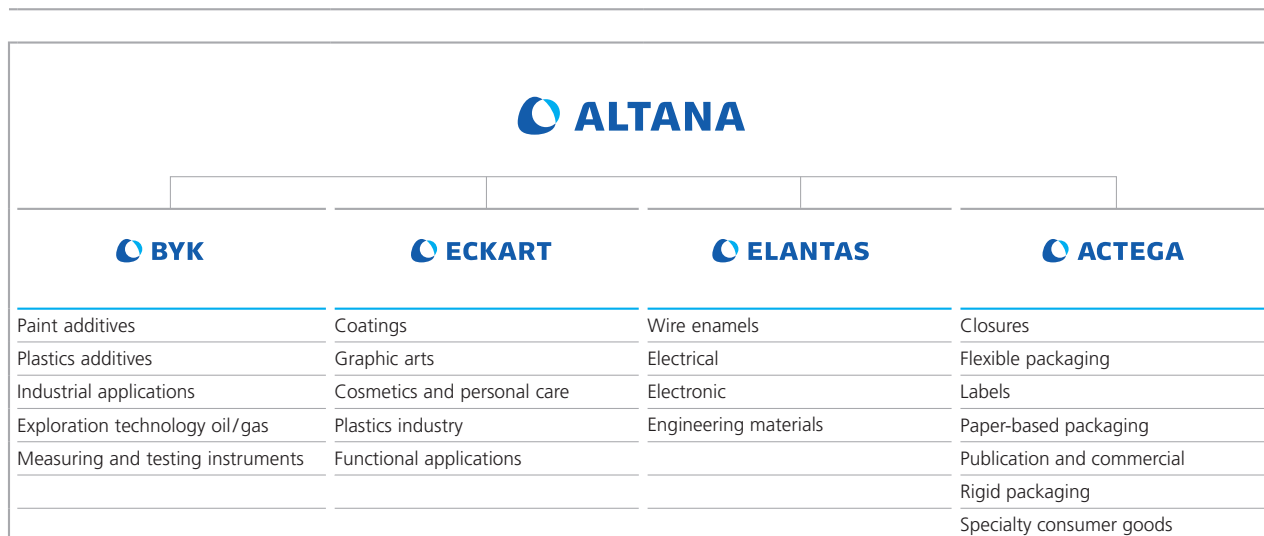 ALTANA
BYK
ECKART
ELANTAS
ACTEGA
Paint additives
Coatings
Wire enamels
Closures
Plastics additives
Graphic arts
Electrical
Flexible packaging
Industrial applications
Cosmetics and personal care
Electronic
Labels
Exploration technology oil/gas
Plastics industry
Engineering materials
Paper-based packaging
Measuring and testing instruments
Functional applications
Publication and commercial
Rigid packaging
Specialty consumer goods